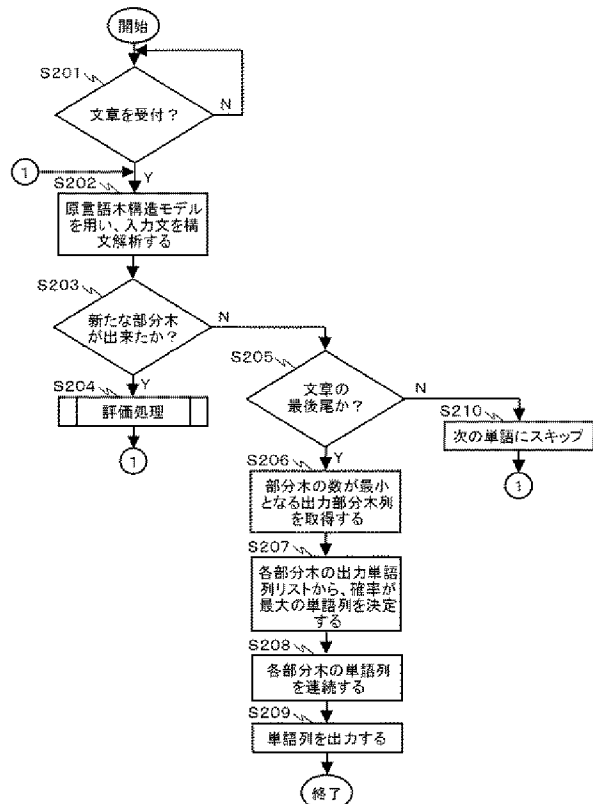 開始
S201
文章を受付？
N
1
Y
S202
原言語木構造モデル
を用い、入力文を構
文解析する
S203
新たな部分木
が出来たか？
N
Y
S204
評価処理
1
S205
文章の
最後尾か？
N
Y
S210
次の単語にスキップ
1
S206
部分木の数が最小
となる出力部分木列
を取得する
S207
各部分木の出力単語
列リストから、確率が
最大の単語列を決定
する
S208
各部分木の単語列
を連続する
S209
単語列を出力する
終了